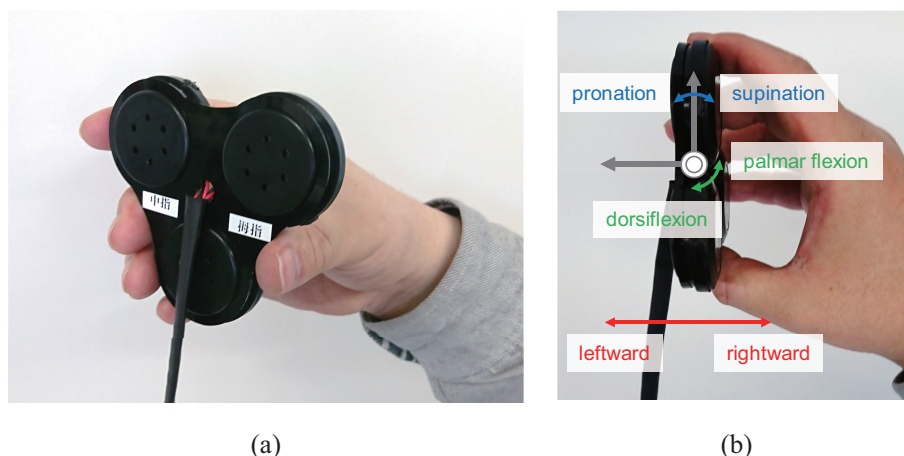 中指
拇指
pronation
supination
palmar flexion
dorsiflexion
leftward
rightward
(a)
(b)